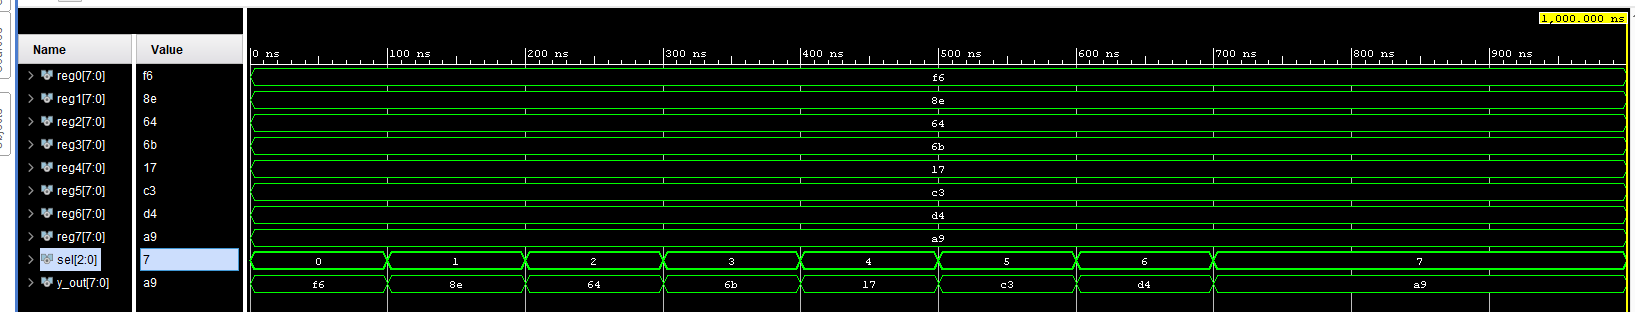 1,000.000 ns
Name Value
0 ns 100 ns 200 ns 300 ns 400 ns 500 ns 600 ns 700 ns 800 ns 900 ns
reg0[7:0] f6 f6
reg1[7:0] 8e 8e
reg2[7:0] 64 64
reg3[7:0] 6b 6b
reg4[7:0] 17 17
reg5[7:0] c3 c3
reg6[7:0] d4 d4
reg7[7:0] a9 a9
sel[2:0] 7 0 1 2 3 4 5 6 7
y_out[7:0] a9 f6 8e 64 6b 17 c3 d4 a9